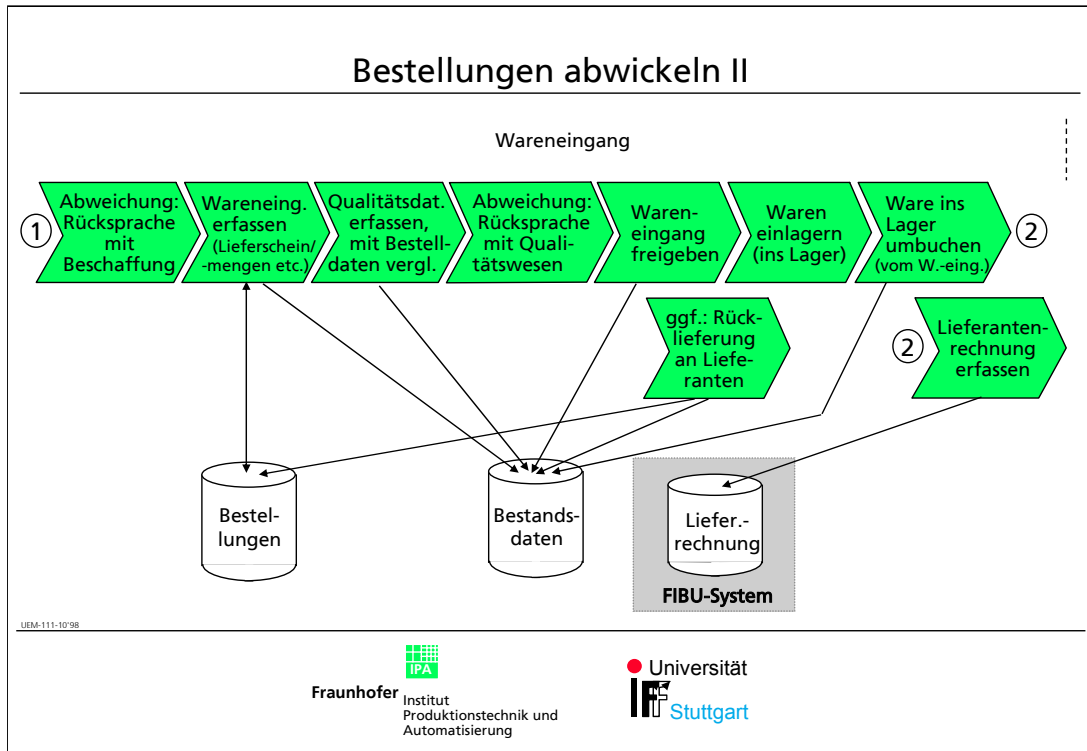 Bestellungen abwickeln II
Wareneingang
1
Abweichung:
Rücksprache
mit
Beschaffung
Wareneing.
erfassen
(Lieferschein/
-mengen etc.)
Qualitätsdat.
erfassen,
mit Bestell-
daten vergl.
Abweichung:
Rücksprache
mit Quali-
tätswesen
Waren-
eingang
freigeben
Waren
einlagern
(ins Lager)
Ware ins
Lager
umbuchen
(vom W.-eing.)
2
ggf.: Rück-
lieferung
an Liefe-
ranten
2
Lieferanten-
rechnung
erfassen
Bestel-
lungen
Bestands-
daten
Liefer.-
rechnung
FIBU-System
UEM-111-10'98
IPA
Fraunhofer
Institut
Produktionstechnik und
Automatisierung
Universität
IFF
Stuttgart